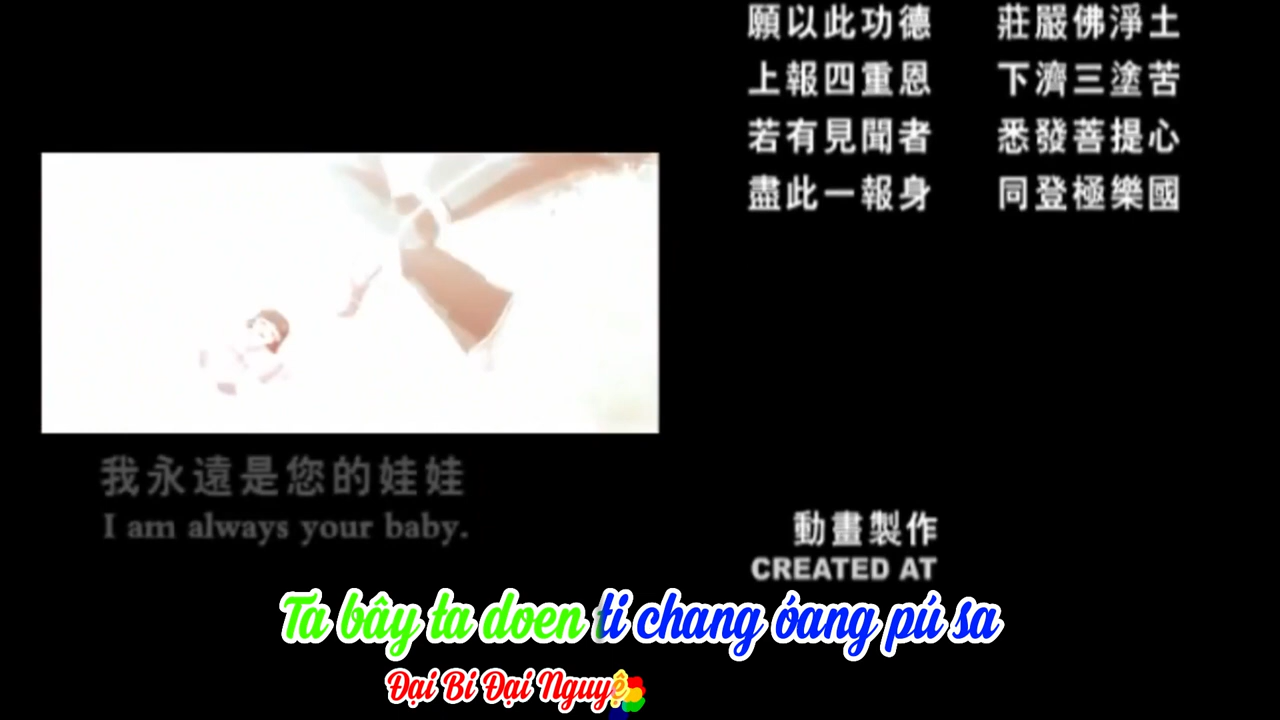 願以此功德 莊嚴佛淨土
上報四重恩 下濟三塗苦
若有見聞者 悉發菩提心
盡此一報身 同登極樂國
我永遠是您的娃娃
I am always your baby.
動畫製作
CREATED AT
Ta bây ta doen ti chang óang pú sa
Đại Bi Đại Nguyệ